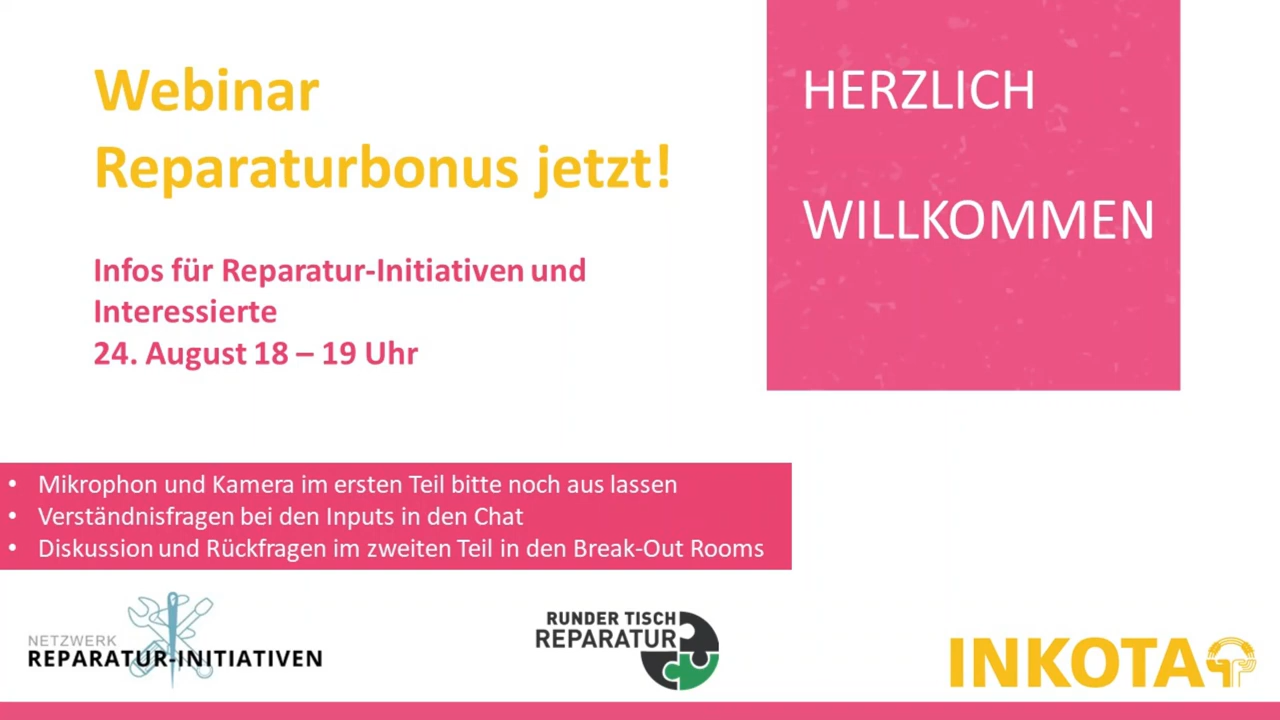 Webinar
Reparaturbonus jetzt!
Infos für Reparatur-Initiativen und
Interessierte
24. August 18 – 19 Uhr
HERZLICH
WILLKOMMEN
• Mikrophon und Kamera im ersten Teil bitte noch aus lassen
• Verständnisfragen bei den Inputs in den Chat
• Diskussion und Rückfragen im zweiten Teil in den Break-Out Rooms
NETZWERK
REPARATUR-INITIATIVEN
RUNDER TISCH
REPARATUR
INKOTA